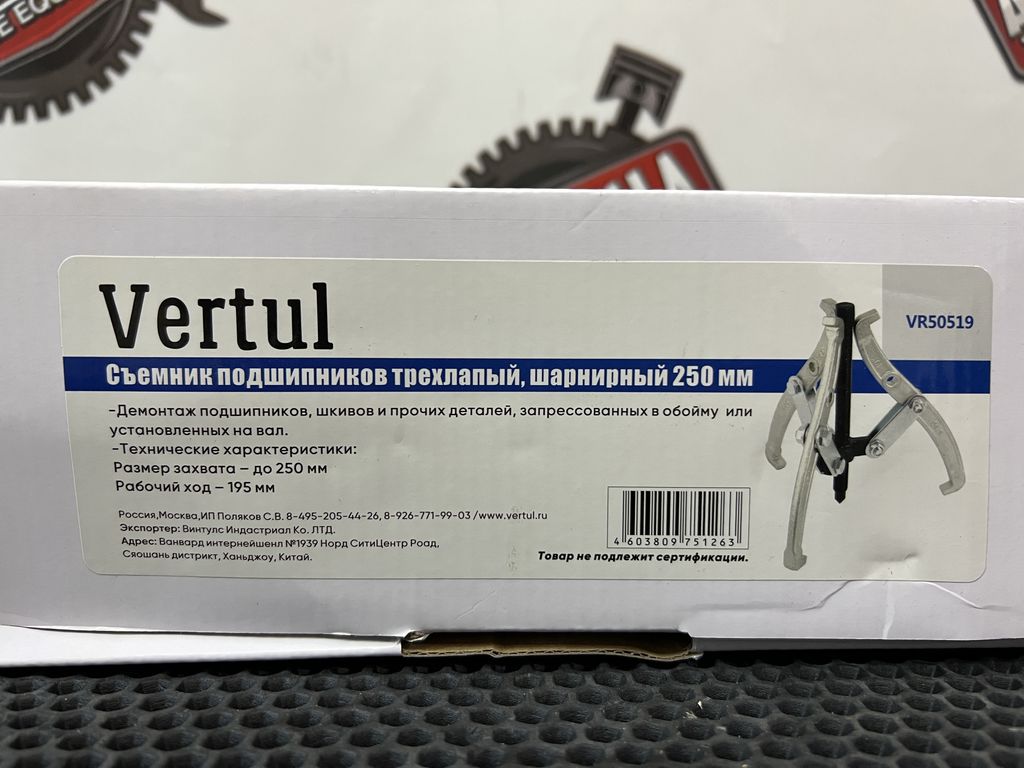 E EQU
Vertul
VR50519
Съемник подшипников трехлапый, шарнирный 250 мм
-Демонтаж подшипников, шкивов и прочих деталей, запрессованных в обойму или
установленных на вал.
-Технические характеристики:
Размер захвата – до 250 мм
Рабочий ход – 195 мм
Россия,Москва,ИП Поляков С.В. 8-495-205-44-26, 8-926-771-99-03 /www.vertul.ru
Экспортер: Винтулс Индастриал Ко. ЛТД.
Адрес: Ванвард интернейшенл №1939 Норд СитиЦентр Роад,
Сяошань дистрикт, Ханьджоу, Китай.
4 603809 751263
Товар не подлежит сертификации.